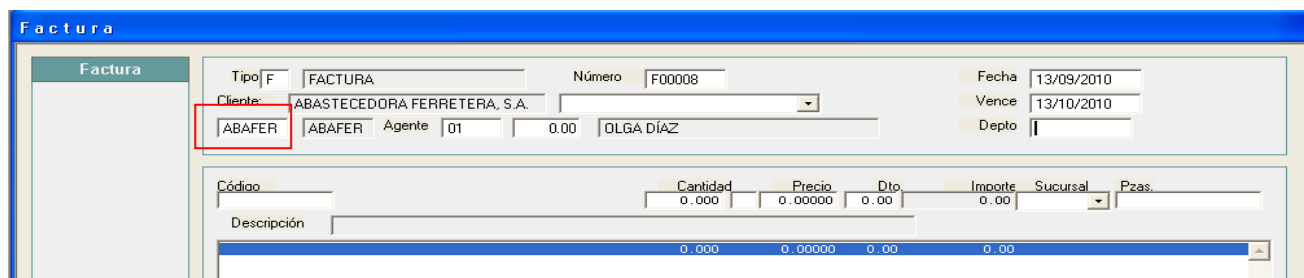 Factura
Factura
Tipo F FACTURA Número F00008 Fecha 13/09/2010
Cliente: ABASTECEDORA FERRETERA, S.A. Vence 13/10/2010
ABAFER ABAFER Agente 01 0.00 OLGA DÍAZ Depto
Código Cantidad Precio Dto. Importe Sucursal Pzas.
0.000 0.00000 0.00 0.00
Descripción
0.000 0.00000 0.00 0.00